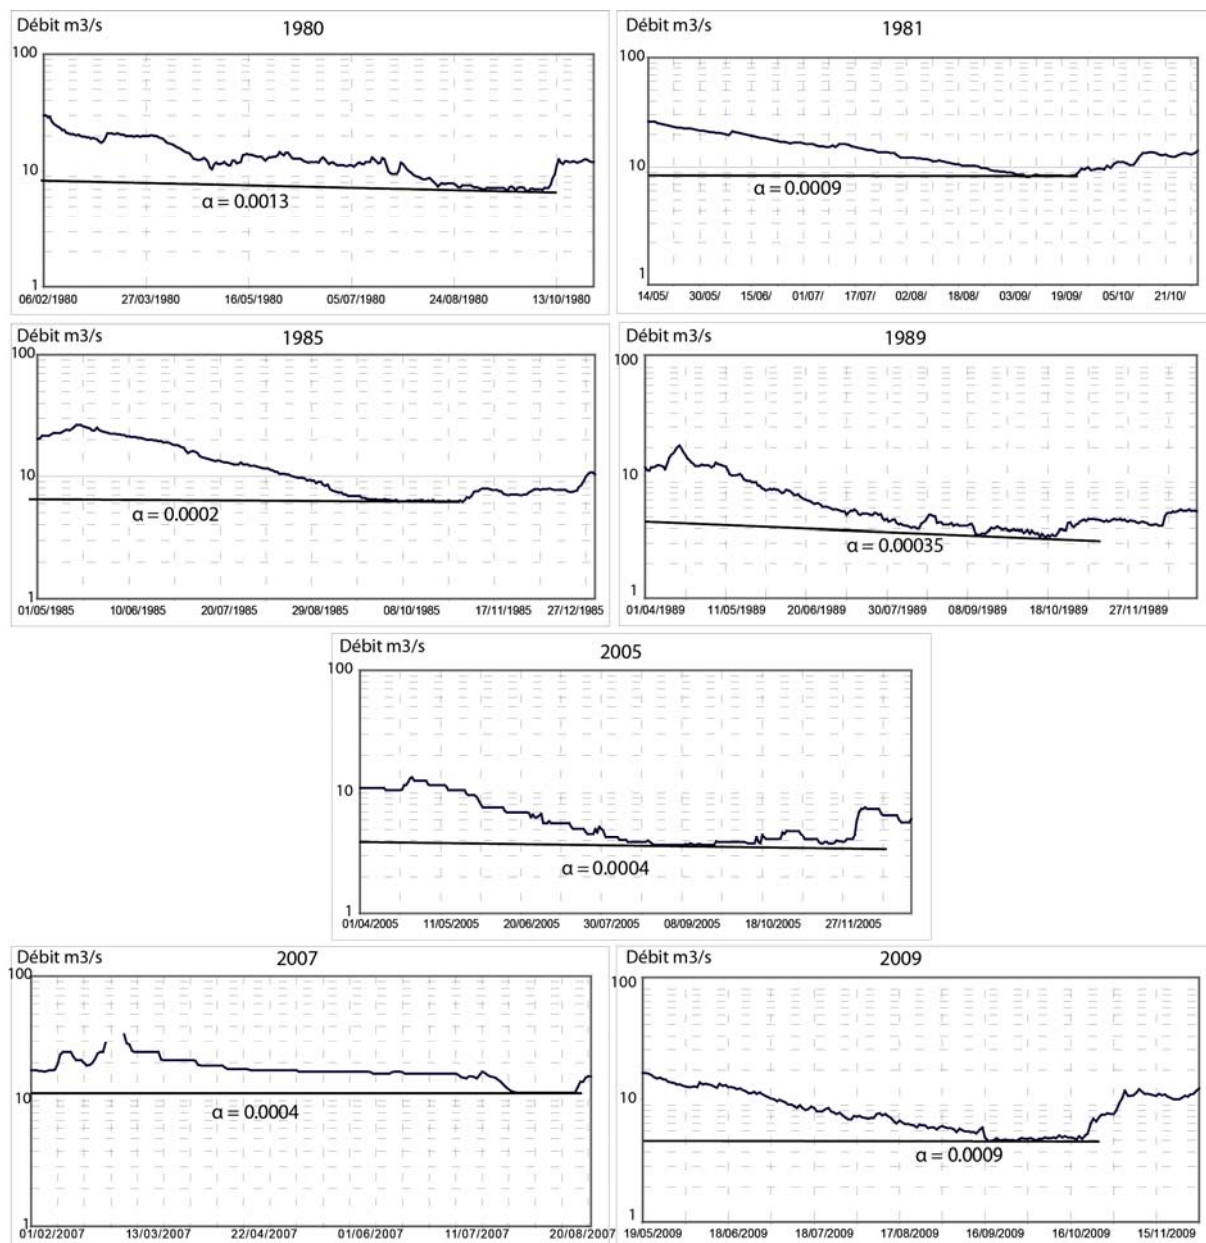 Débit m3/s
1980
100
10
1
α = 0.0013
06/02/1980 27/03/1980 16/05/1980 05/07/1980 24/08/1980 13/10/1980
Débit m3/s
1981
100
10
1
α = 0.0009
14/05/ 30/05/ 15/06/ 01/07/ 17/07/ 02/08/ 18/08/ 03/09/ 19/09/ 05/10/ 21/10/
Débit m3/s
1985
100
10
1
α = 0.0002
01/05/1985 10/06/1985 20/07/1985 29/08/1985 08/10/1985 17/11/1985 27/12/1985
Débit m3/s
1989
100
10
1
α = 0.00035
01/04/1989 11/05/1989 20/06/1989 30/07/1989 08/09/1989 18/10/1989 27/11/1989
Débit m3/s
2005
100
10
1
α = 0.0004
01/04/2005 11/05/2005 20/06/2005 30/07/2005 08/09/2005 18/10/2005 27/11/2005
Débit m3/s
2007
100
10
1
α = 0.0004
01/02/2007 13/03/2007 22/04/2007 01/06/2007 11/07/2007 20/08/2007
Débit m3/s
2009
100
10
1
α = 0.0009
19/05/2009 18/06/2009 18/07/2009 17/08/2009 16/09/2009 16/10/2009 15/11/2009